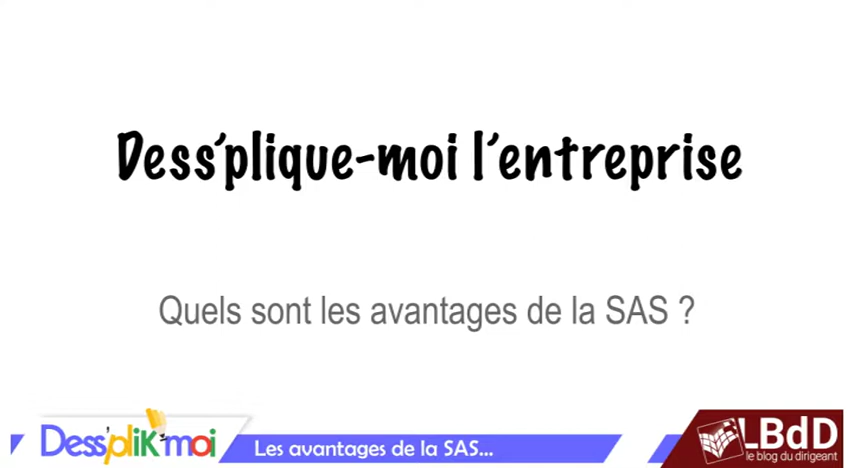 Dess'plique-moi l'entreprise
Quels sont les avantages de la SAS ?
Dess'pliK'moi
Les avantages de la SAS...
LBdD
le blog du dirigeant